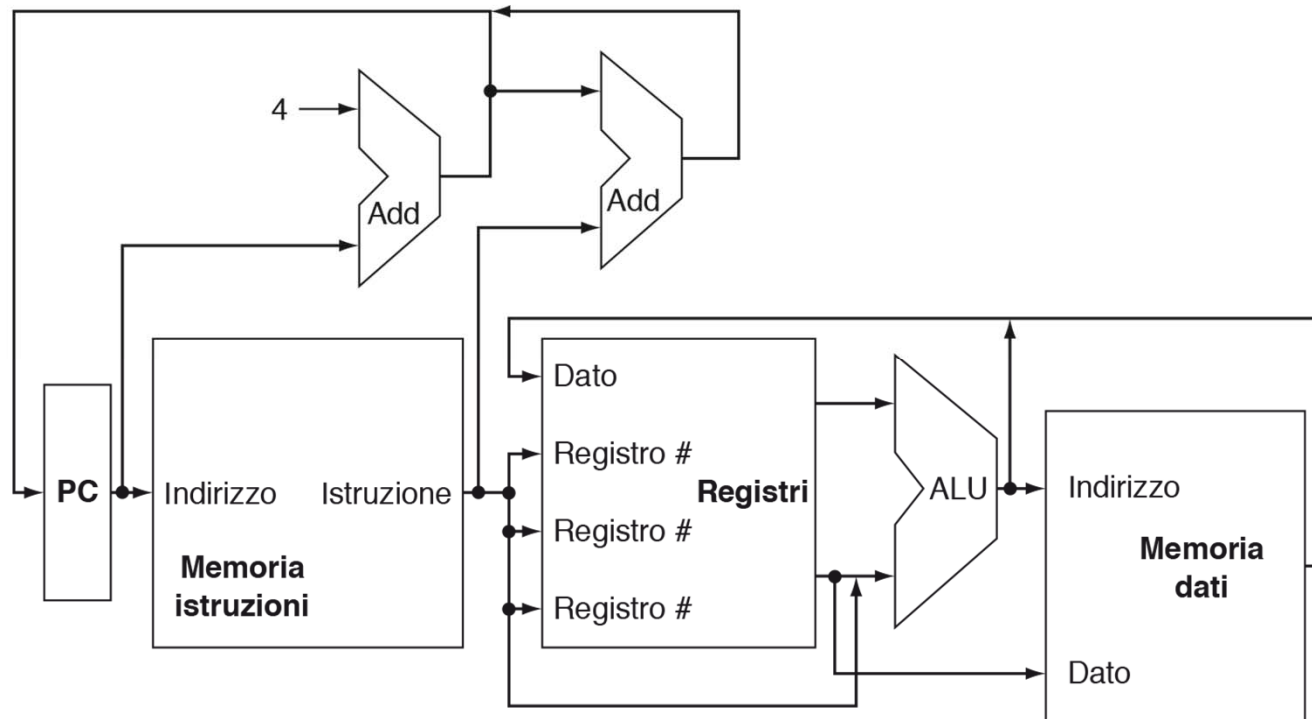 4
Add
Add
PC
Indirizzo
Istruzione
Memoria
istruzioni
Dato
Registro #
Registro #
Registro #
Registri
ALU
Indirizzo
Memoria
dati
Dato